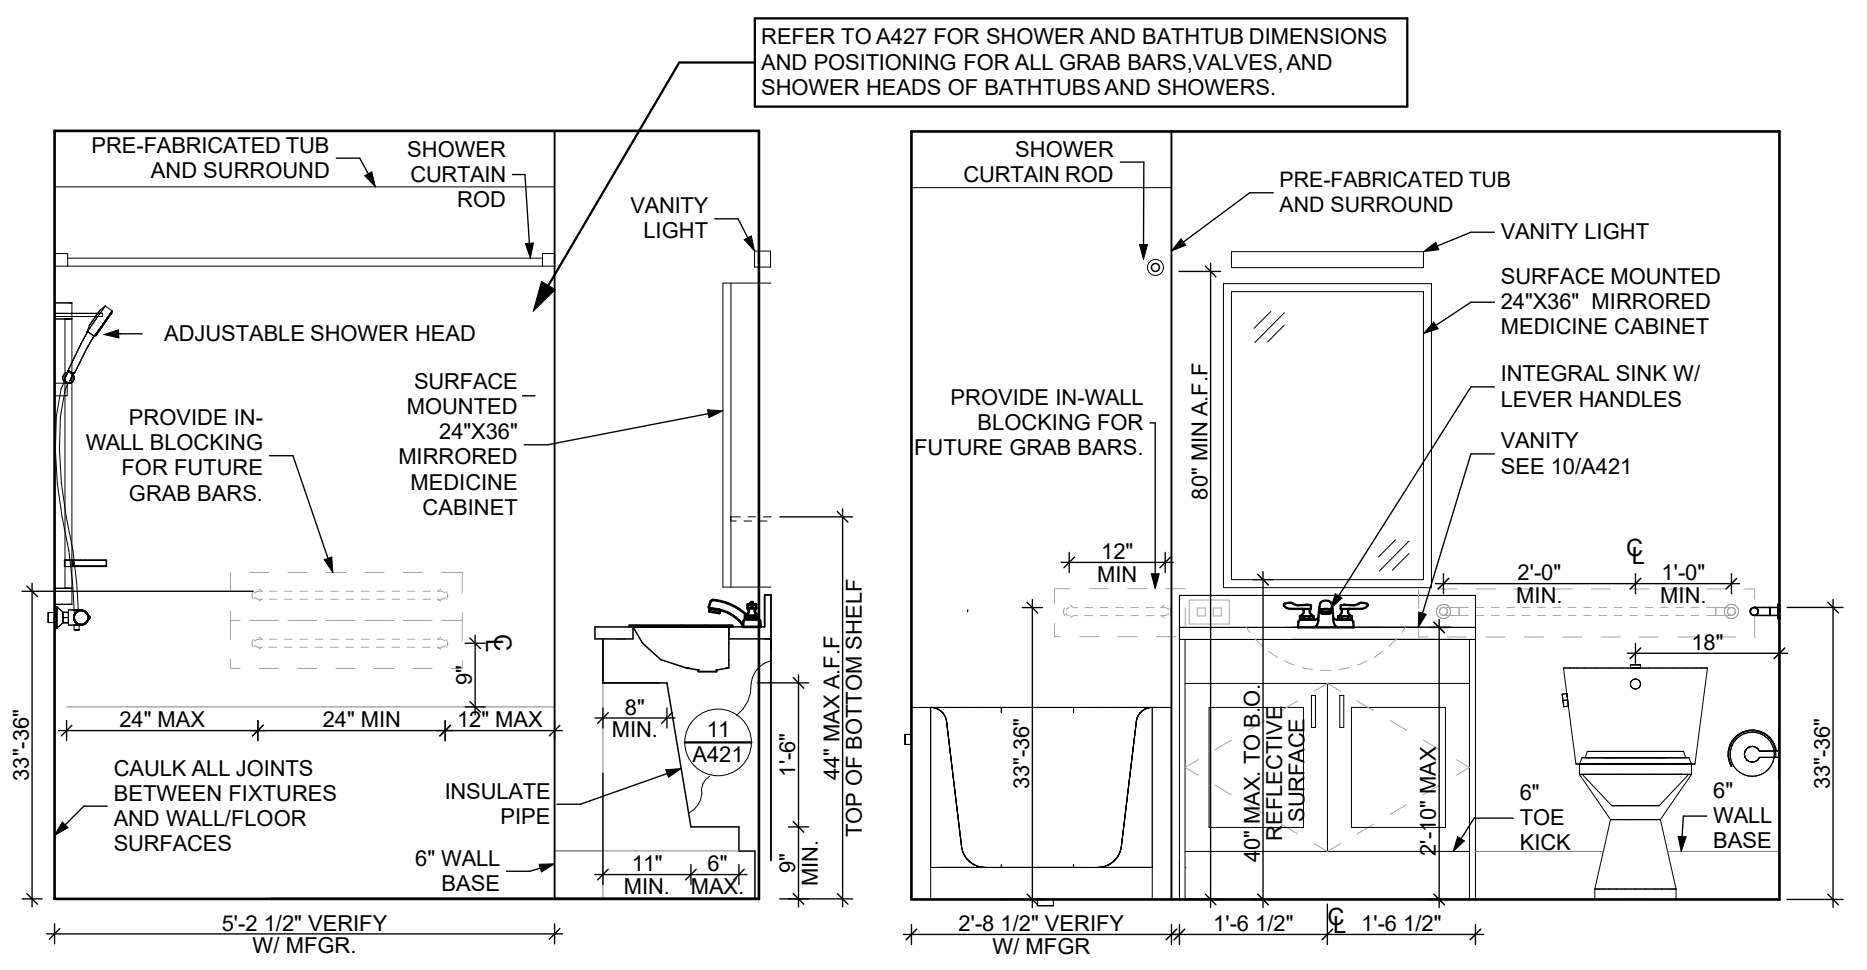 REFER TO A427 FOR SHOWER AND BATHTUB DIMENSIONS
AND POSITIONING FOR ALL GRAB BARS, VALVES, AND
SHOWER HEADS OF BATHTUBS AND SHOWERS.
PRE-FABRICATED TUB
AND SURROUND
SHOWER
CURTAIN
ROD
VANITY
LIGHT
ADJUSTABLE SHOWER HEAD
SURFACE
MOUNTED
24"X36"
MIRRORED
MEDICINE
CABINET
PROVIDE IN-
WALL BLOCKING
FOR FUTURE
GRAB BARS.
℄
9"
24" MAX
24" MIN
12" MAX
33"-36"
CAULK ALL JOINTS
BETWEEN FIXTURES
AND WALL/FLOOR
SURFACES
INSULATE
PIPE
6" WALL
BASE
8"
MIN.
11
A421
1'-6"
9"
MIN.
11"
MIN.
6"
MAX.
44" MAX A.F.F
TOP OF BOTTOM SHELF
5'-2 1/2" VERIFY
W/ MFGR.
SHOWER
CURTAIN ROD
PRE-FABRICATED TUB
AND SURROUND
VANITY LIGHT
SURFACE MOUNTED
24"X36" MIRRORED
MEDICINE CABINET
INTEGRAL SINK W/
LEVER HANDLES
VANITY
SEE 10/A421
PROVIDE IN-WALL
BLOCKING FOR
FUTURE GRAB BARS.
80" MIN A.F.F
12"
MIN
℄
2'-0"
MIN.
1'-0"
MIN.
18"
33"-36"
40" MAX. TO B.O.
REFLECTIVE
SURFACE
2'-10" MAX
6"
TOE
KICK
6"
WALL
BASE
33"-36"
2'-8 1/2" VERIFY
W/ MFGR
1'-6 1/2"
℄
1'-6 1/2"